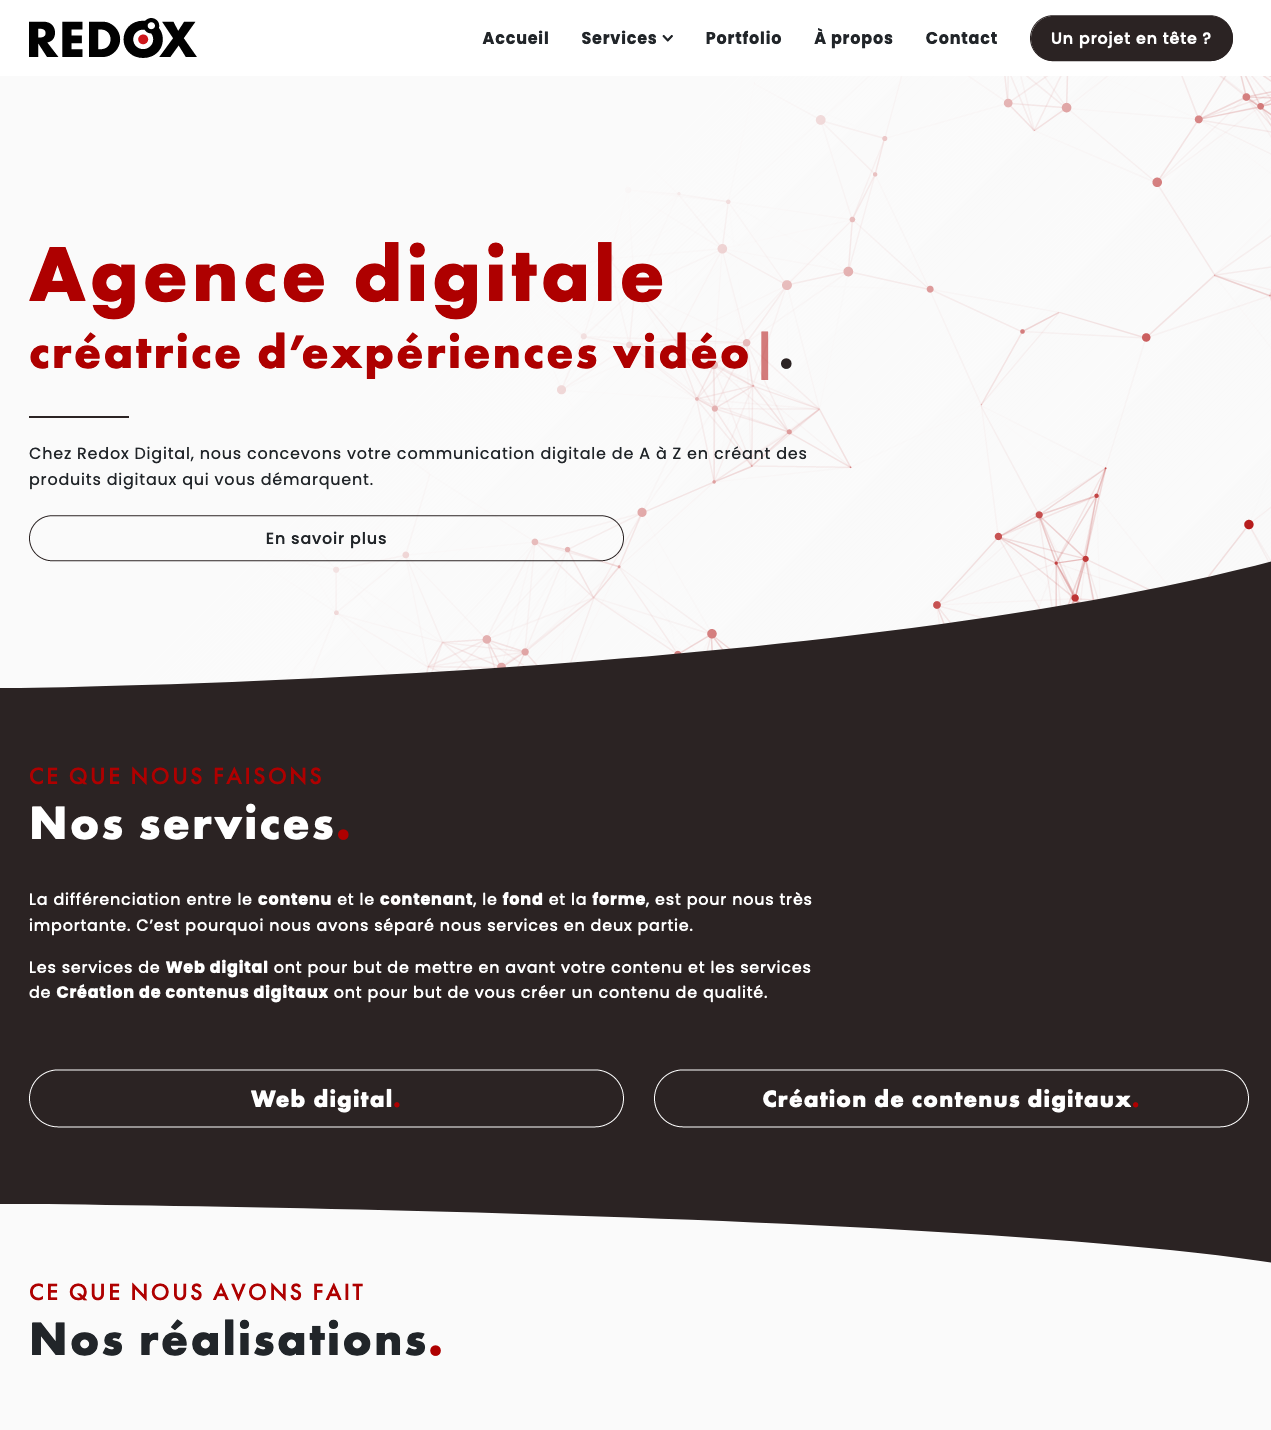 REDOX
Accueil Services Portfolio À propos Contact Un projet en tête ?
Agence digitale
créatrice d’expériences vidéo|.
Chez Redox Digital, nous concevons votre communication digitale de A à Z en créant des
produits digitaux qui vous démarquent.
En savoir plus
CE QUE NOUS FAISONS
Nos services.
La différenciation entre le contenu et le contenant, le fond et la forme, est pour nous très
importante. C’est pourquoi nous avons séparé nous services en deux partie.
Les services de Web digital ont pour but de mettre en avant votre contenu et les services
de Création de contenus digitaux ont pour but de vous créer un contenu de qualité.
Web digital. Création de contenus digitaux.
CE QUE NOUS AVONS FAIT
Nos réalisations.